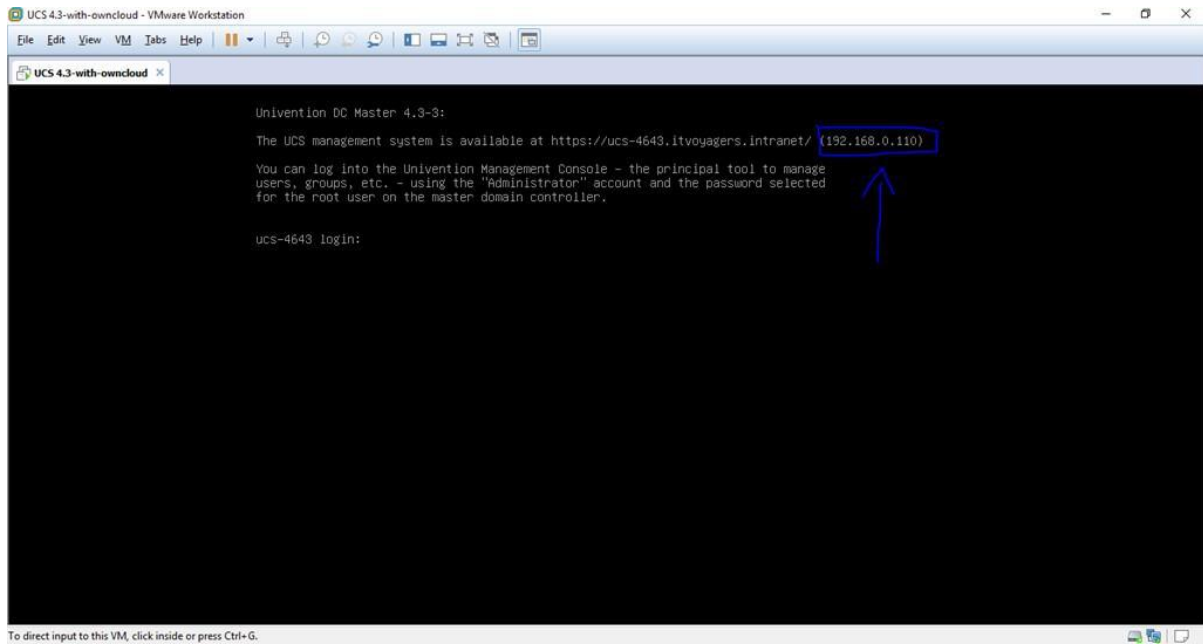 UCS 4.3-with-owncloud - VMware Workstation
File Edit View VM Tabs Help
UCS 4.3-with-owncloud
Univention DC Master 4.3-3:
The UCS management system is available at https://ucs-4643.itvoyagers.intranet/ (192.168.0.110)
You can log into the Univention Management Console - the principal tool to manage
users, groups, etc. - using the "Administrator" account and the password selected
for the root user on the master domain controller.
ucs-4643 login:
To direct input to this VM, click inside or press Ctrl+G.